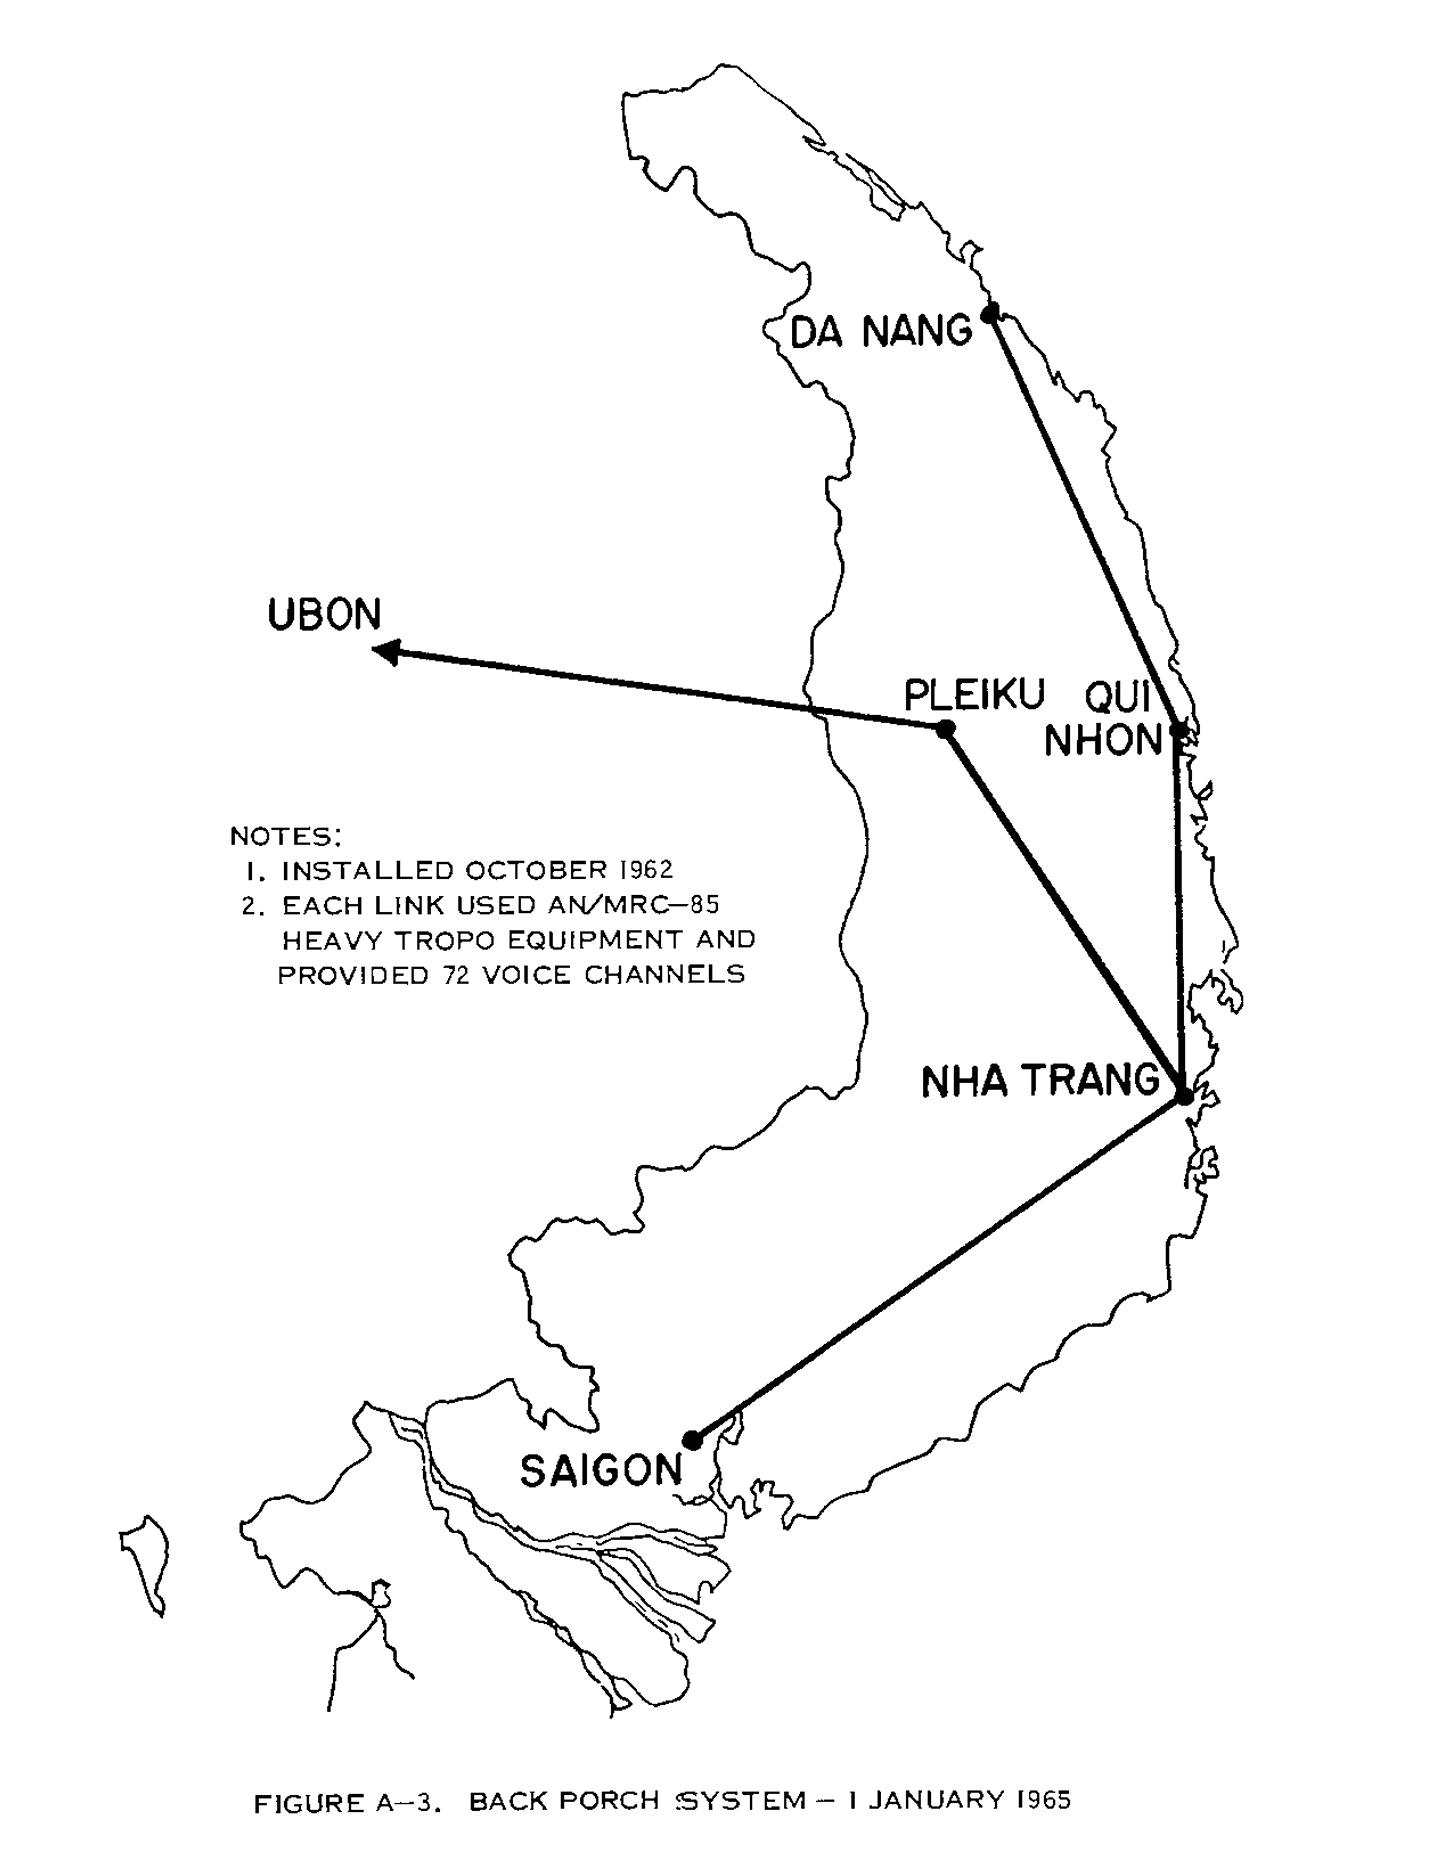 DA NANG
UBON
PLEIKU
QUI
NHON
NOTES:
1. INSTALLED OCTOBER 1962
2. EACH LINK USED AN/MRC-85
HEAVY TROPO EQUIPMENT AND
PROVIDED 72 VOICE CHANNELS
NHA TRANG
SAIGON
FIGURE A-3. BACK PORCH SYSTEM - 1 JANUARY 1965